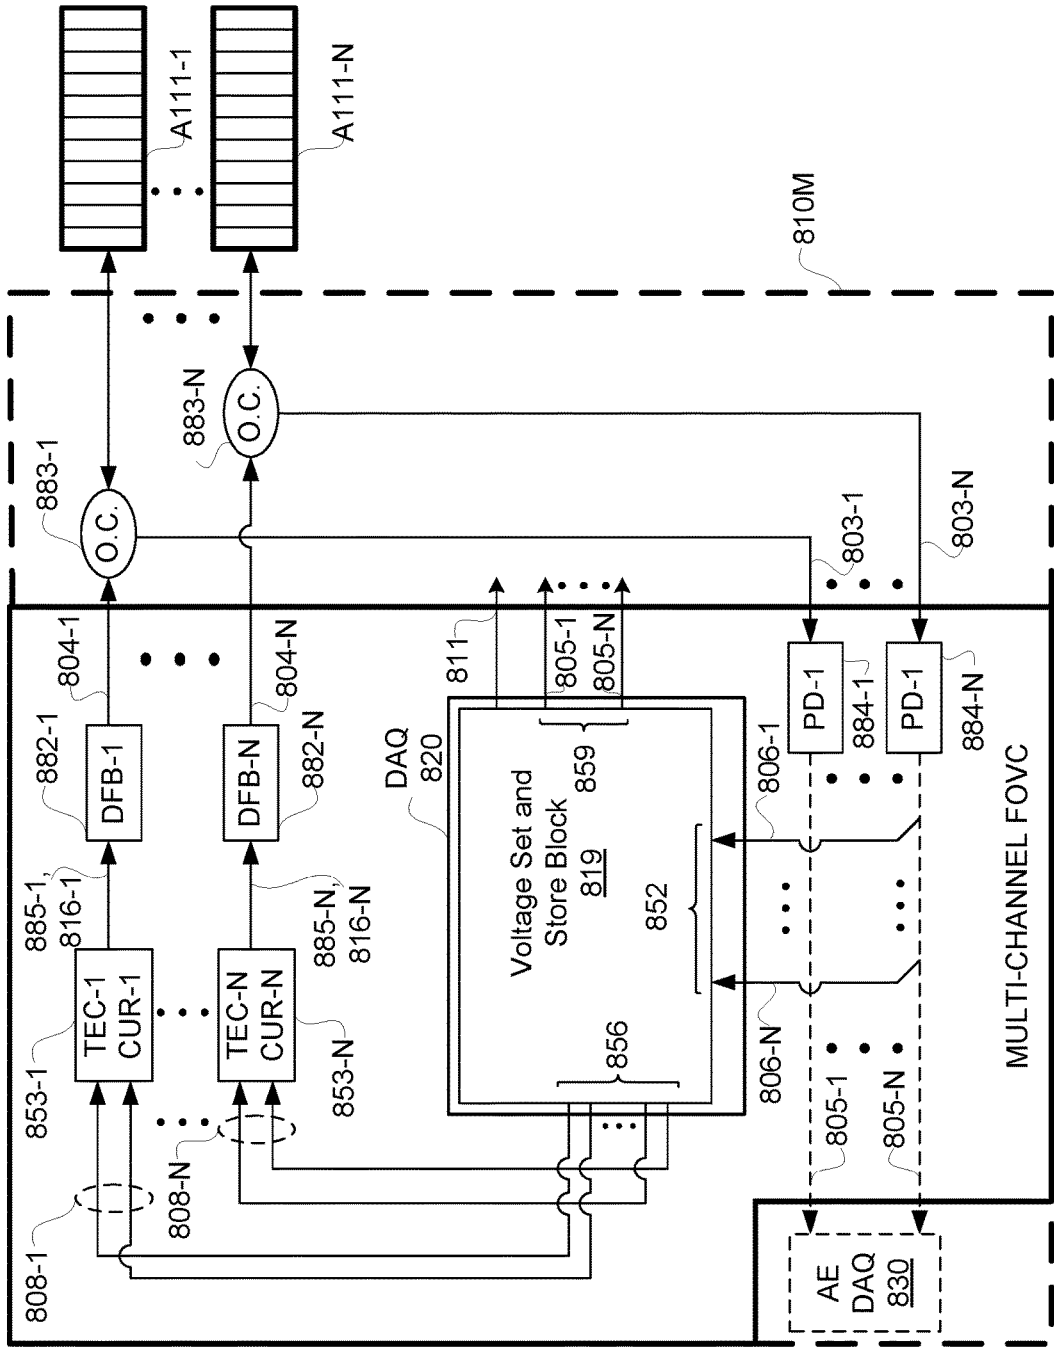 A111-1
A111-N
810M
883-1
O.C.
883-N
O.C.
803-1
803-N
804-1
804-N
811
805-1
805-N
PD-1
884-1
PD-1
884-N
882-1
DFB-1
DFB-N
882-N
DAQ
820
859
806-1
Voltage Set and
Store Block
819
852
885-1,
816-1
885-N,
816-N
853-1
TEC-1
CUR-1
TEC-N
CUR-N
853-N
856
806-N
MULTI-CHANNEL FOVC
808-1
808-N
805-1
805-N
AE
DAQ
830